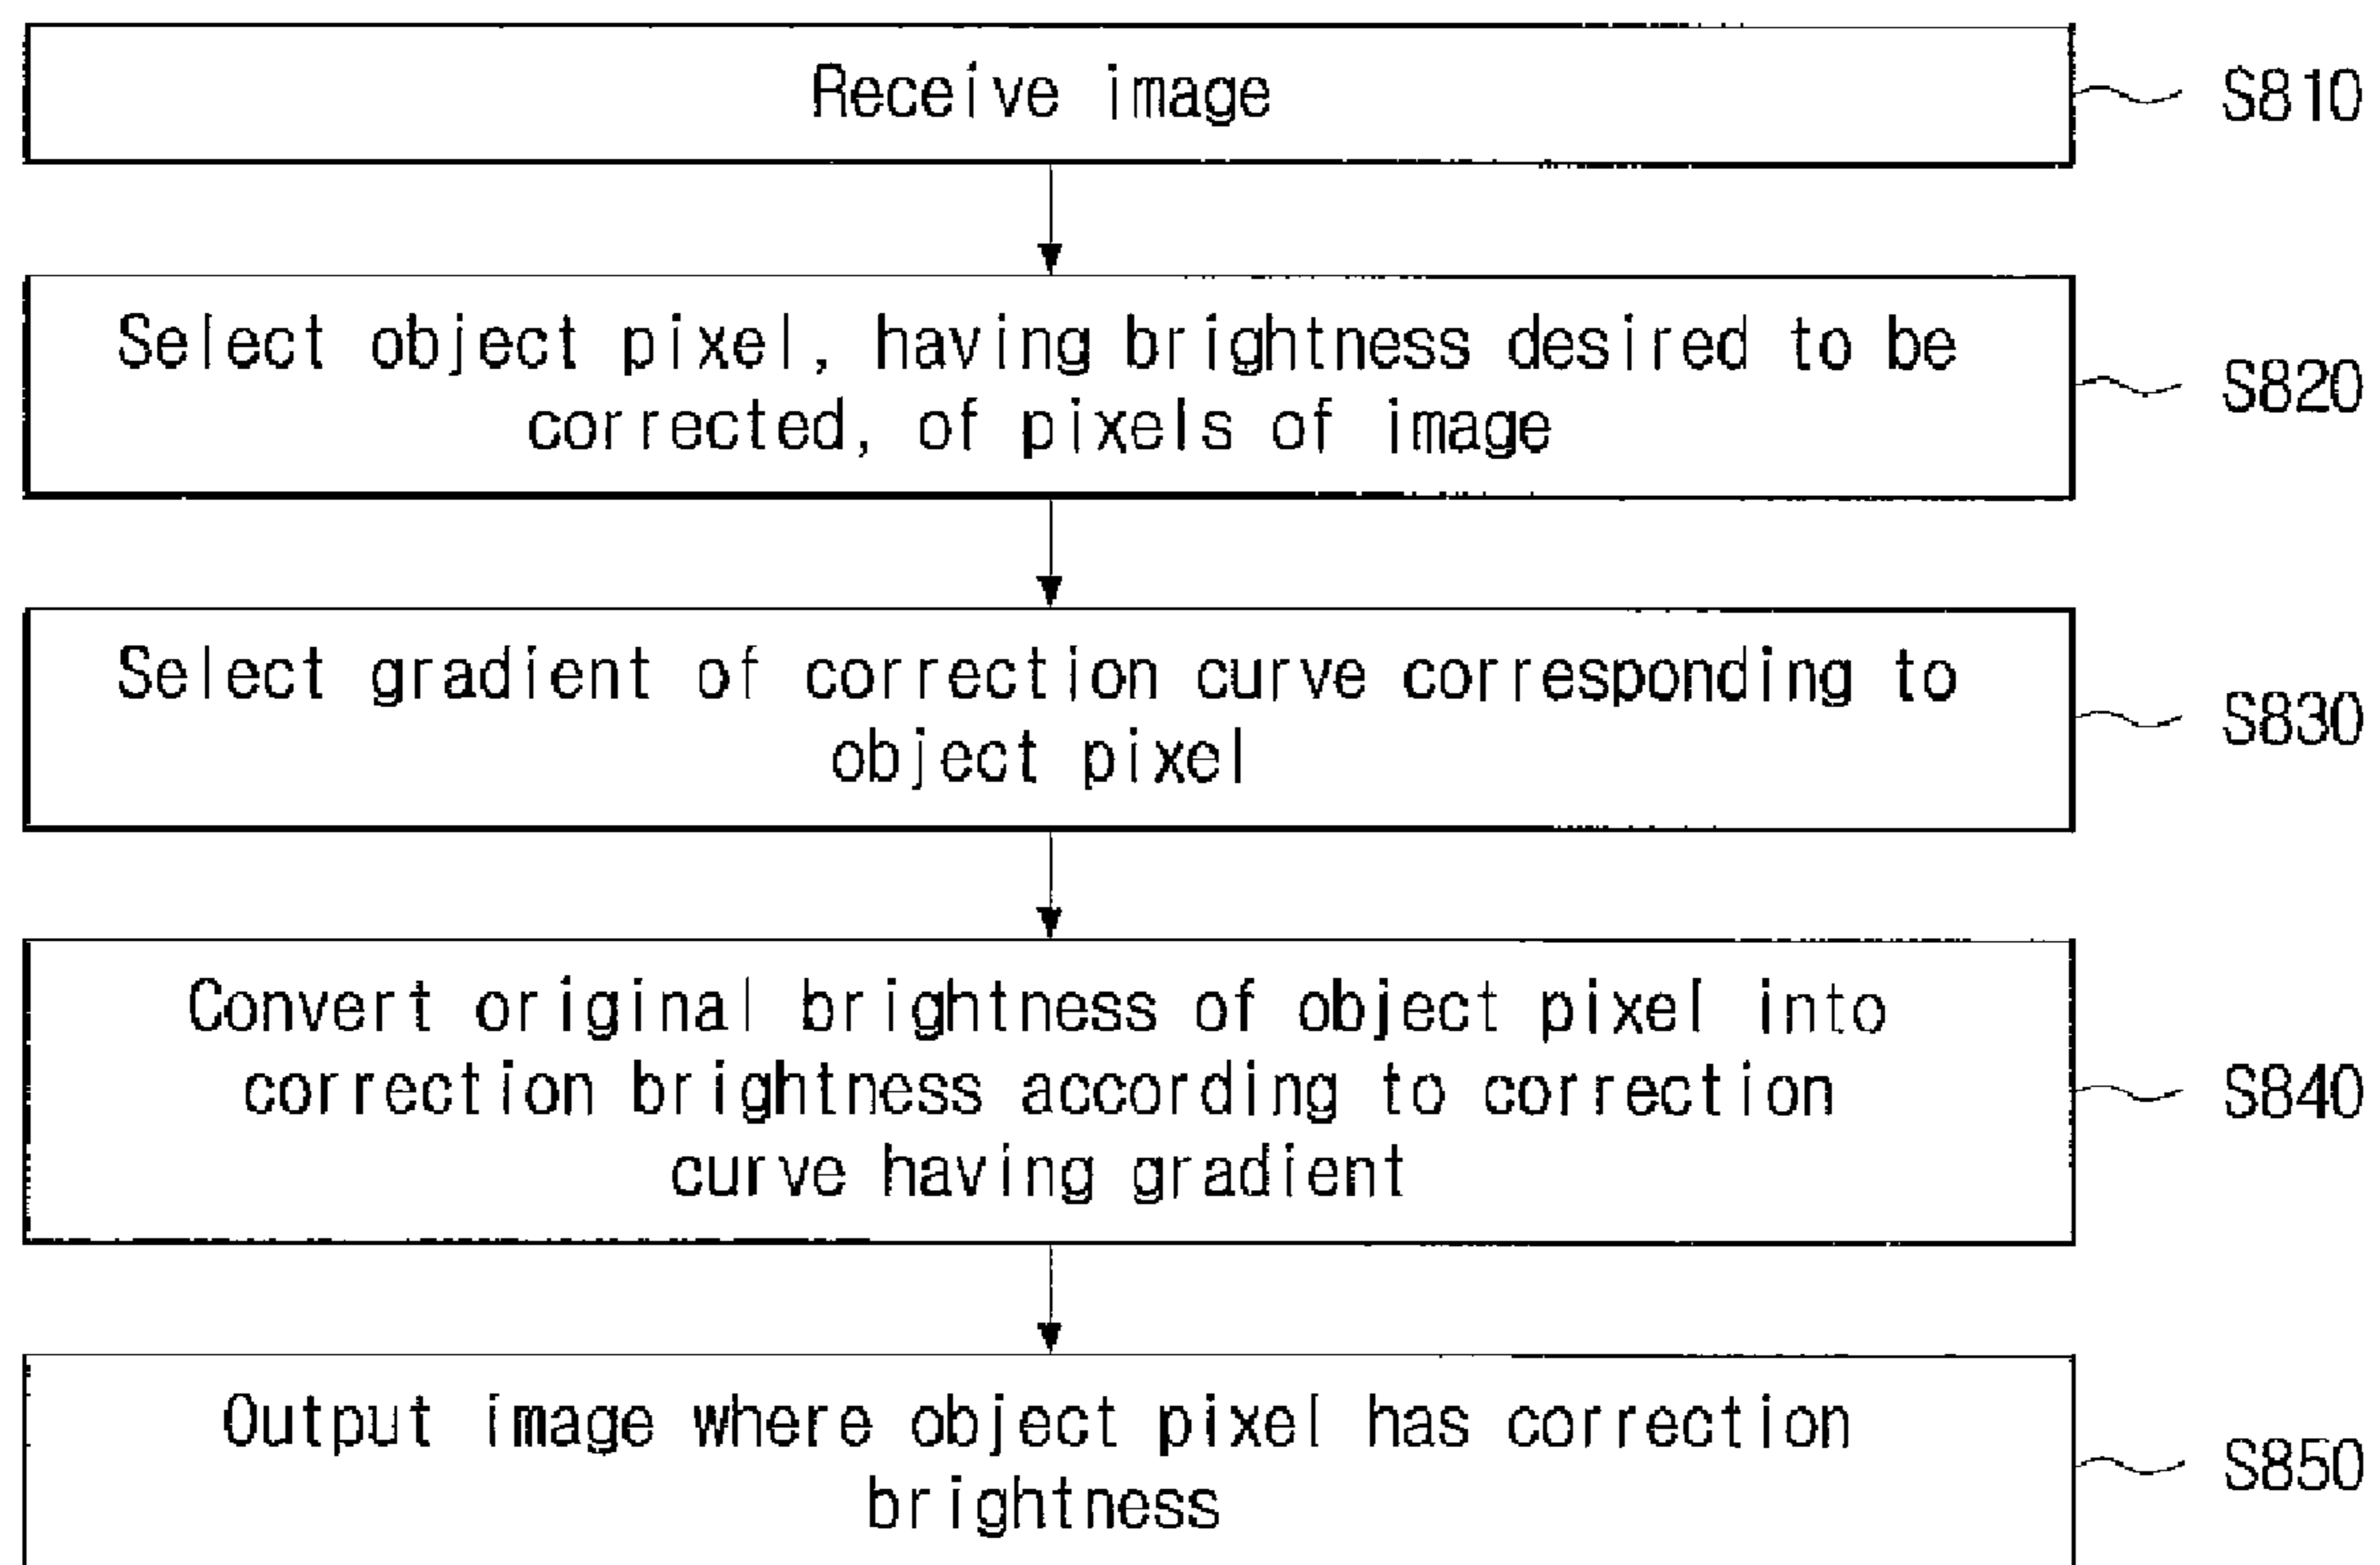 Receive image
S810
Select object pixel, having brightness desired to be
corrected, of pixels of image
S820
Select gradient of correction curve corresponding to
object pixel
S830
Convert original brightness of object pixel into
correction brightness according to correction
curve having gradient
S840
Output image where object pixel has correction
brightness
S850